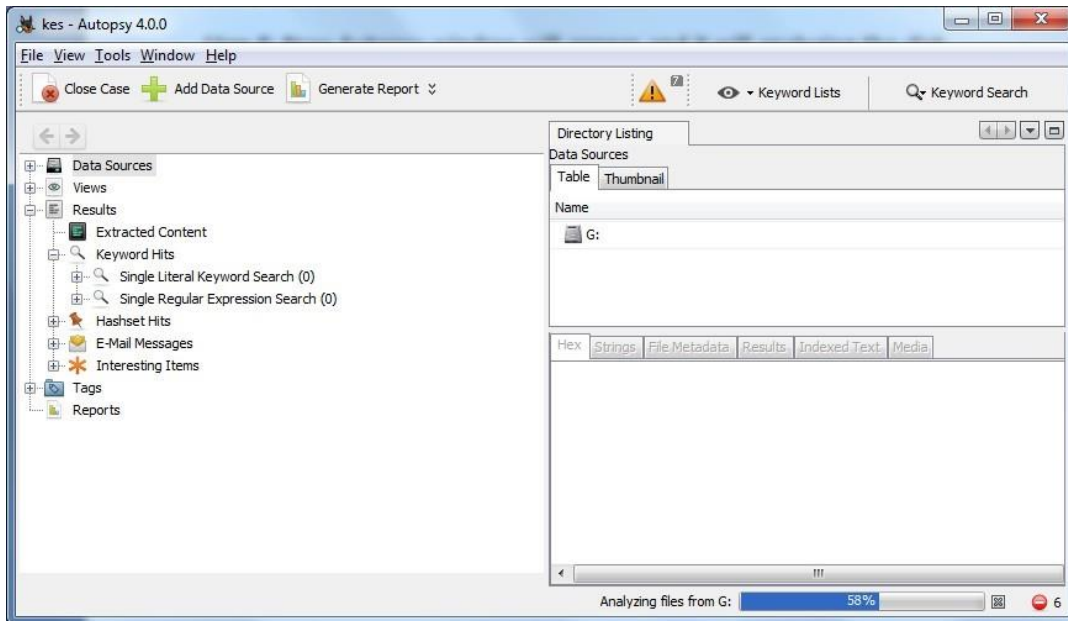 kes - Autopsy 4.0.0
File View Tools Window Help
Close Case Add Data Source Generate Report 7 Keyword Lists Keyword Search
Data Sources
Views
Results
Extracted Content
Keyword Hits
Single Literal Keyword Search (0)
Single Regular Expression Search (0)
Hashset Hits
E-Mail Messages
Interesting Items
Tags
Reports
Directory Listing
Data Sources
Table Thumbnail
Name
G:
Hex Strings File Metadata Results Indexed Text Media
Analyzing files from G: 58% 6